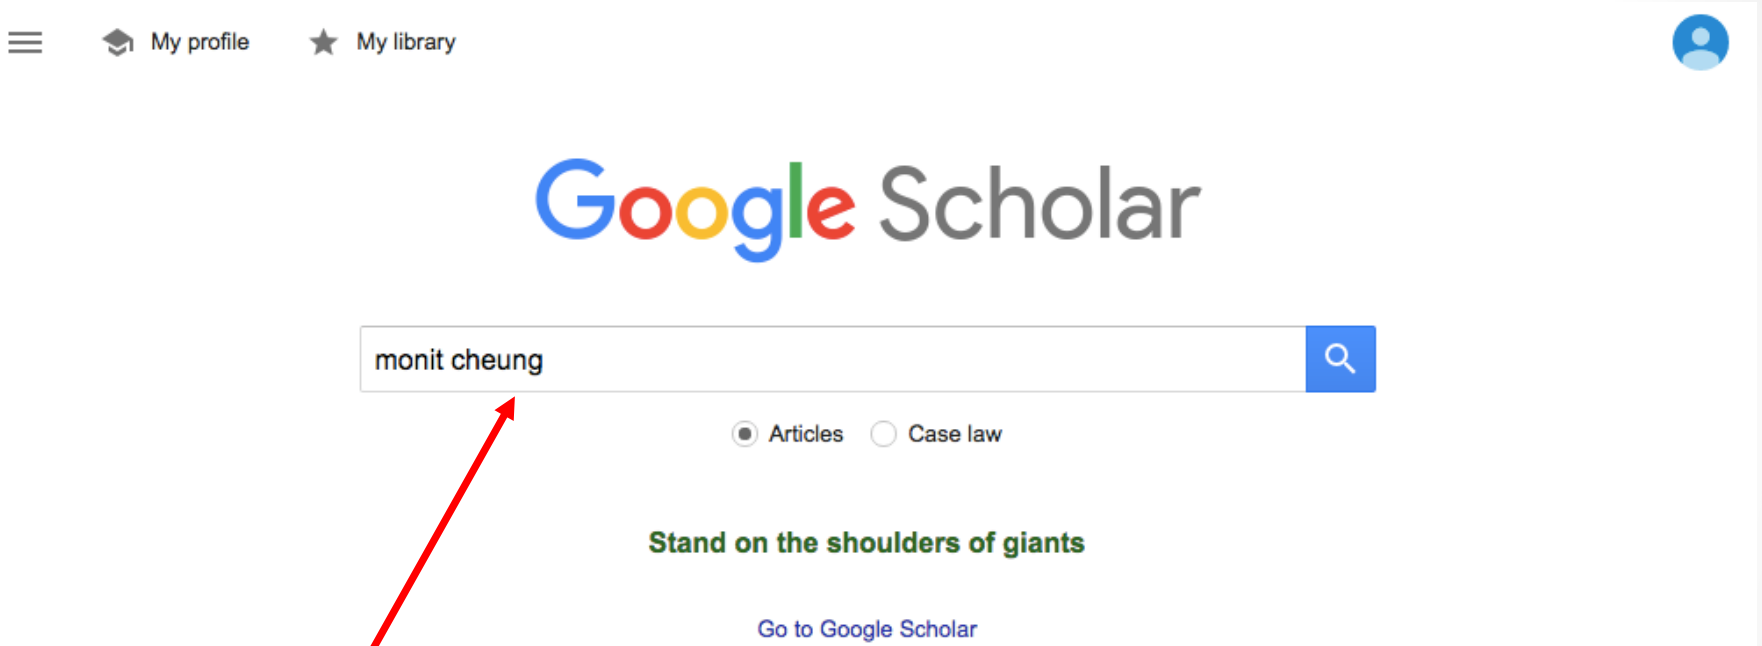 My profile My library
Google Scholar
monit cheung
Articles Case law
Stand on the shoulders of giants
Go to Google Scholar